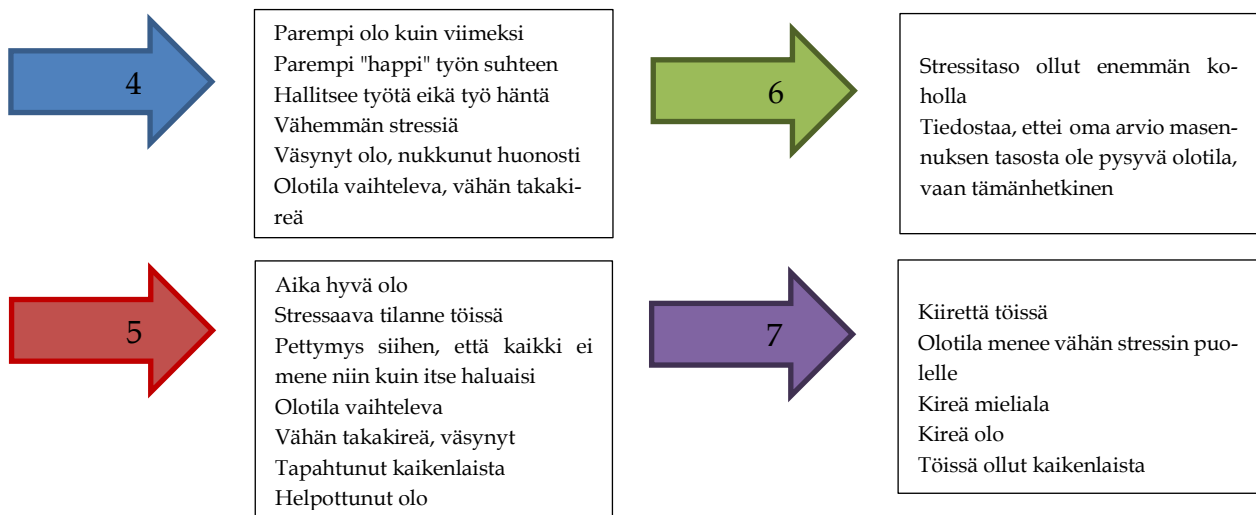 4
Parempi olo kuin viimeksi
Parempi "happi" työn suhteen
Hallitsee työtä eikä työ häntä
Vähemmän stressiä
Väsynyt olo, nukkunut huonosti
Olotila vaihteleva, vähän takaki-
reä
6
Stressitaso ollut enemmän ko-
holla
Tiedostaa, ettei oma arvio masen-
nuksen tasosta ole pysyvä olotila,
vaan tämänhetkinen
5
Aika hyvä olo
Stressaava tilanne töissä
Pettymys siihen, että kaikki ei
mene niin kuin itse haluaisi
Olotila vaihteleva
Vähän takakireä, väsynyt
Tapahtunut kaikenlaista
Helpottunut olo
7
Kiirettä töissä
Olotila menee vähän stressin puo-
lelle
Kireä mieliala
Kireä olo
Töissä ollut kaikenlaista